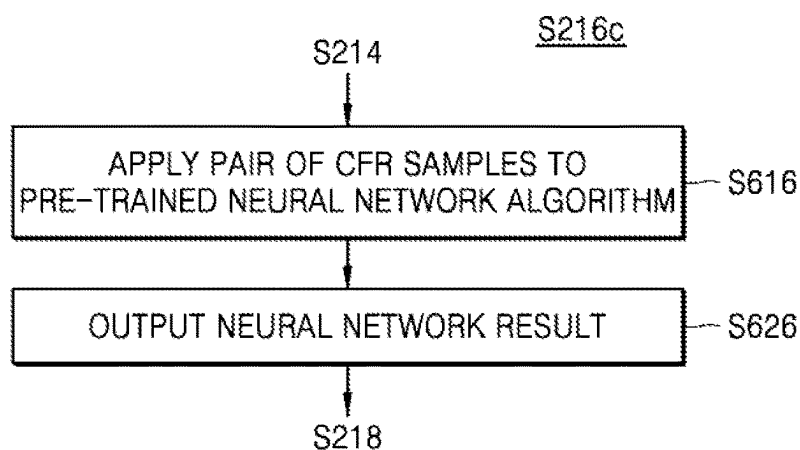 S216c
S214
APPLY PAIR OF CFR SAMPLES TO
PRE-TRAINED NEURAL NETWORK ALGORITHM
S616
OUTPUT NEURAL NETWORK RESULT
S626
S218